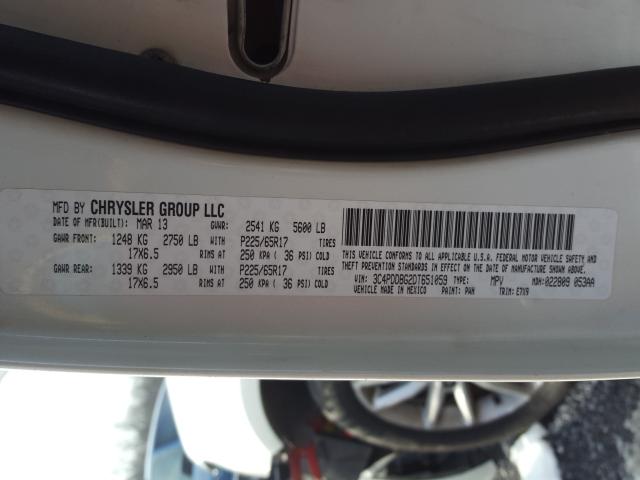 MFD BY CHRYSLER GROUP LLC
DATE OF MFR(BUILT): MAR 13 GVWR: 2541 KG 5600 LB
GAWR FRONT: 1248 KG 2750 LB WITH P225/65R17 TIRES
17X6.5 RIMS AT 250 KPA ( 36 PSI) COLD
GAWR REAR: 1339 KG 2950 LB WITH P225/65R17 TIRES
17X6.5 RIMS AT 250 KPA ( 36 PSI) COLD
THIS VEHICLE CONFORMS TO ALL APPLICABLE U.S.A. FEDERAL MOTOR VEHICLE SAFETY AND
THEFT PREVENTION STANDARDS IN EFFECT ON THE DATE OF MANUFACTURE SHOWN ABOVE.
VIN: 3C4PDDBG2DT651059 TYPE: MPV MDH: 022809 053AA
VEHICLE MADE IN MEXICO PAINT: PAN TRIM: E7X9